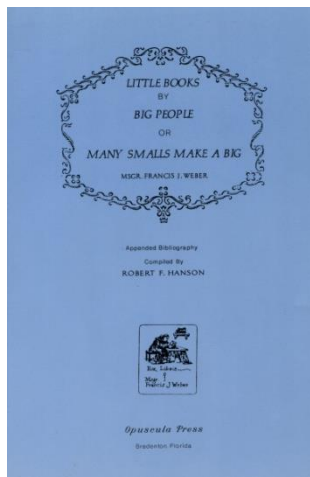 LITTLE BOOKS
BY
BIG PEOPLE
OR
MANY SMALLS MAKE A BIG
MSGR. FRANCIS J. WEBER
Appended Bibliography
Compiled By
ROBERT F. HANSON
Ex Libris
Msgr
Francis J Weber
Opuscula Press
Bradenton Florida